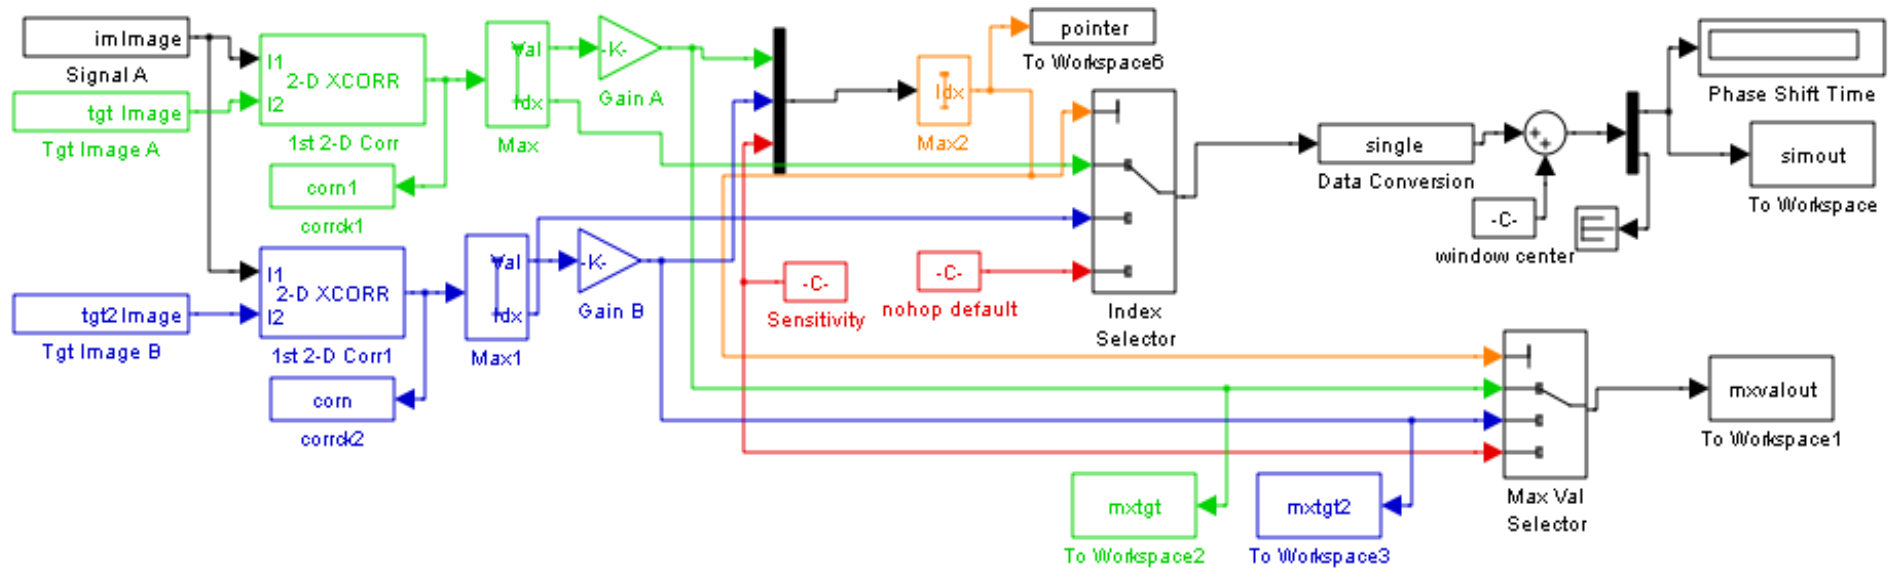 imImage
Signal A
tgt Image
Tgt Image A
I1
I2
2-D XCORR
1st 2-D Corr
corn1
corrck1
Val
Idx
Max
-K-
Gain A
Idx
Max2
pointer
To Workspace6
single
Data Conversion
-C-
window center
Phase Shift Time
simout
To Workspace
I1
I2
2-D XCORR
1st 2-D Corr1
tgt2 Image
Tgt Image B
corn
corrck2
Val
Idx
Max1
-K-
Gain B
-C-
Sensitivity
-C-
nohop default
Index
Selector
mxvalout
To Workspace1
Max Val
Selector
mxtgt
To Workspace2
mxtgt2
To Workspace3